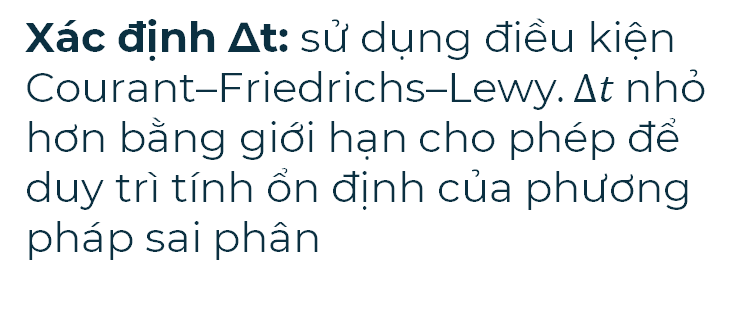 Xác định Δt: sử dụng điều kiện
Courant–Friedrichs–Lewy. Δt nhỏ
hơn bằng giới hạn cho phép để
duy trì tính ổn định của phương
pháp sai phân